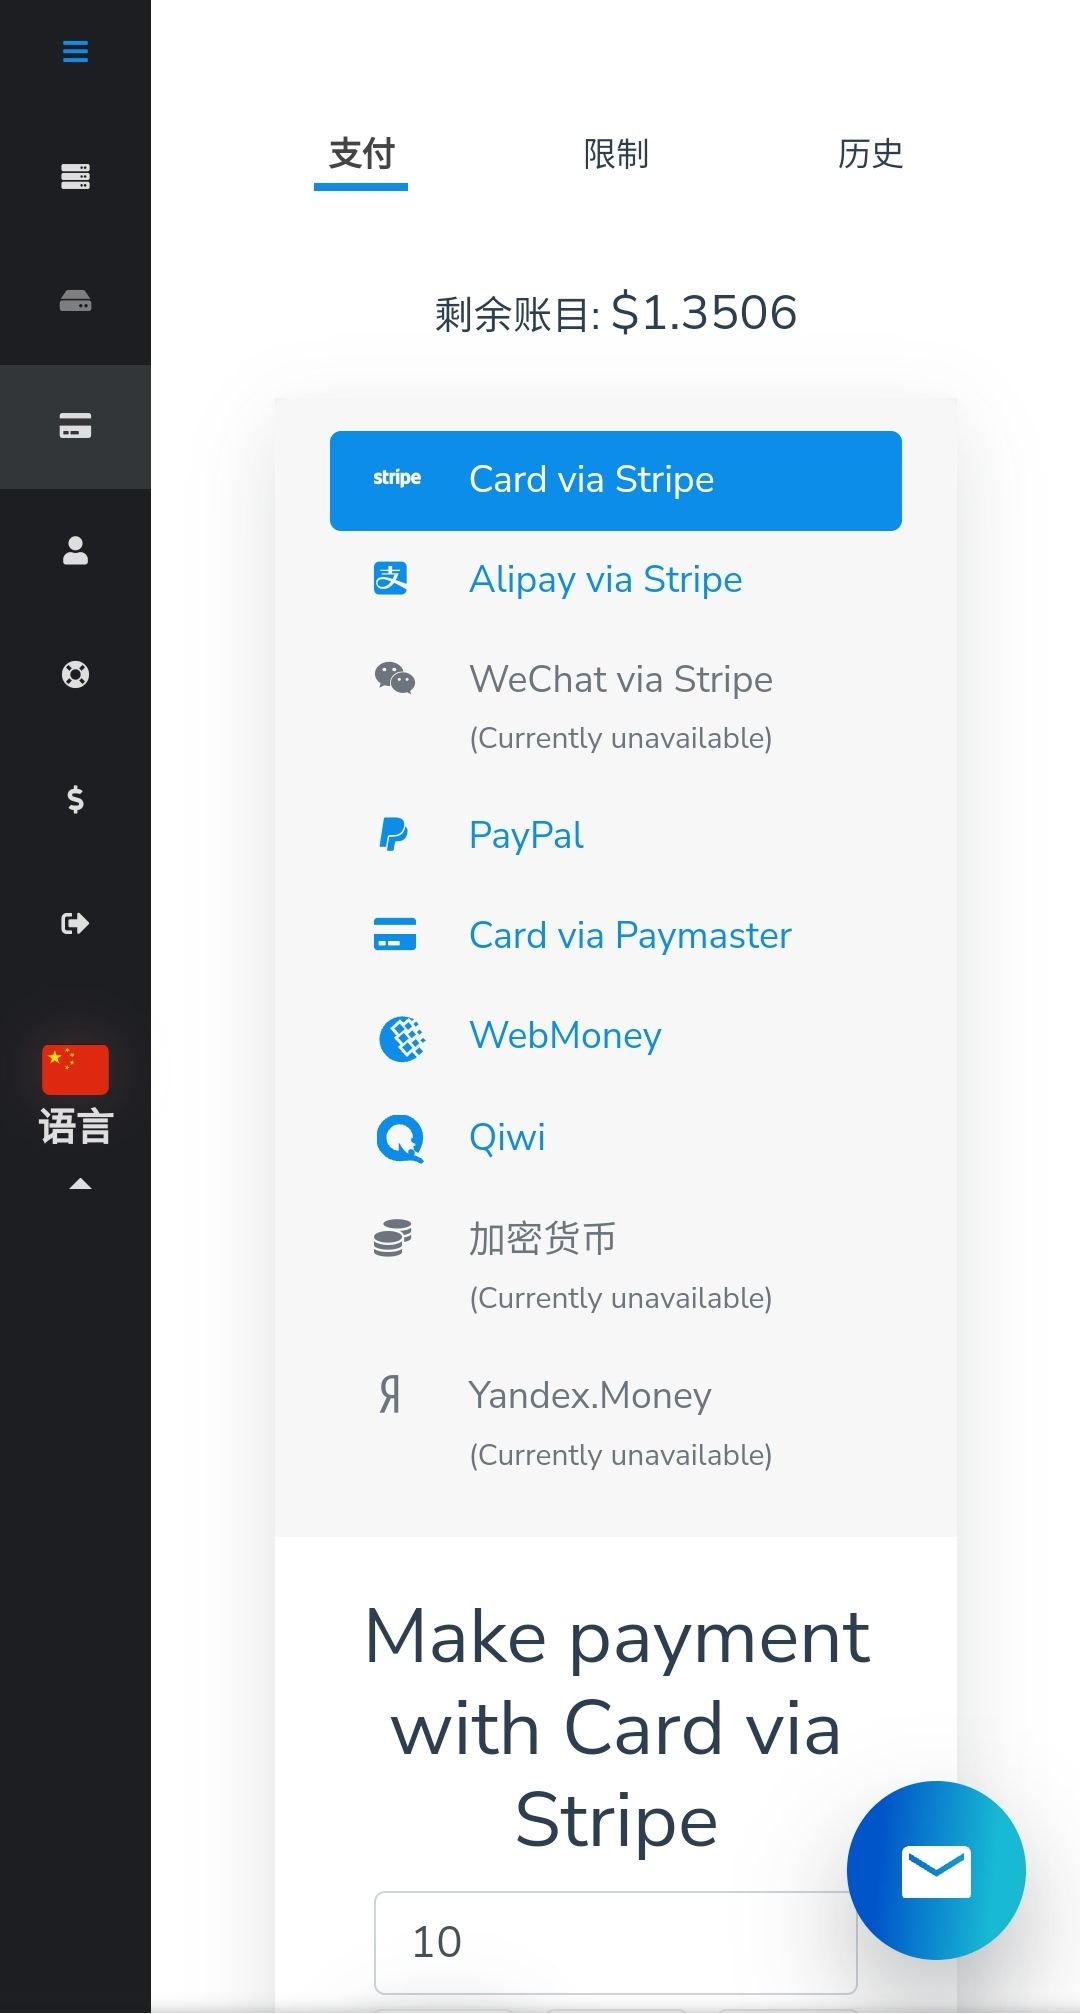 支付 限制 历史
剩余账目: $1.3506
stripe Card via Stripe
支 Alipay via Stripe
WeChat via Stripe
(Currently unavailable)
PayPal
Card via Paymaster
WebMoney
Qiwi
加密货币
(Currently unavailable)
Я Yandex.Money
(Currently unavailable)
语言
Make payment
with Card via
Stripe
10